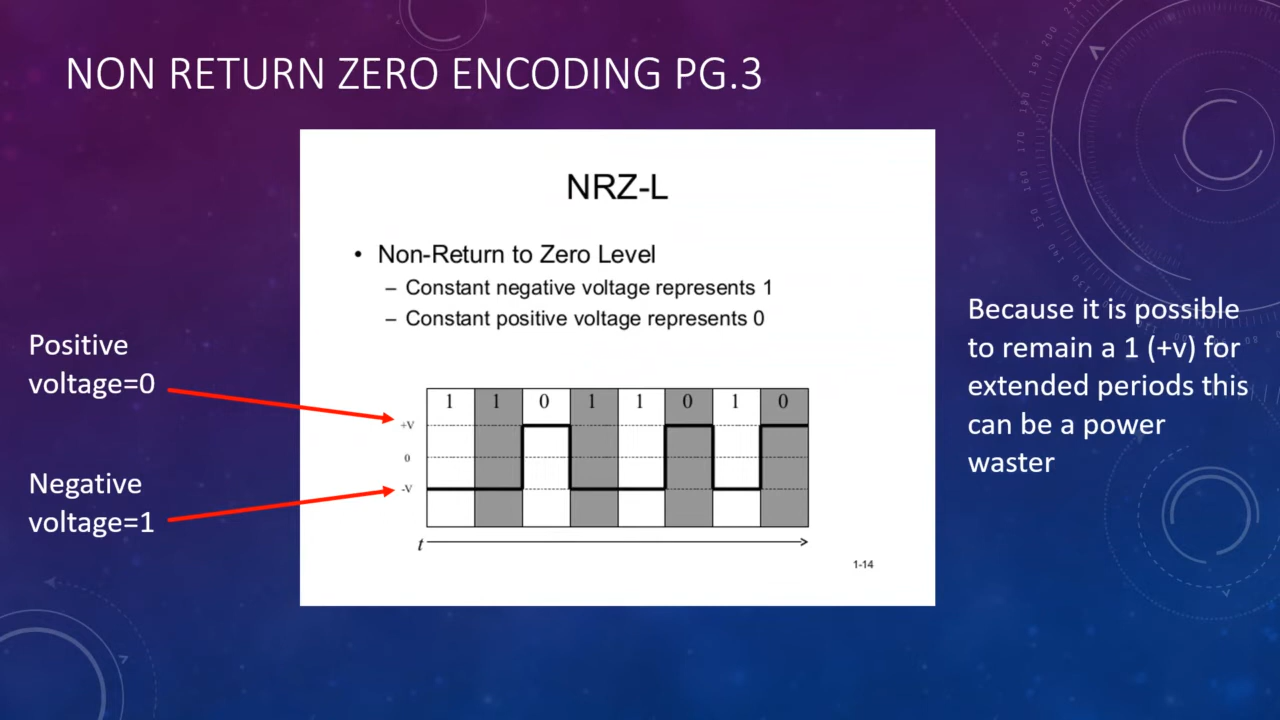 NON RETURN ZERO ENCODING PG.3
NRZ-L
• Non-Return to Zero Level
– Constant negative voltage represents 1
– Constant positive voltage represents 0
Positive
voltage=0
Negative
voltage=1
1 1 0 1 1 0 1 0
+V
0
-V
t
1-14
Because it is possible
to remain a 1 (+v) for
extended periods this
can be a power
waster